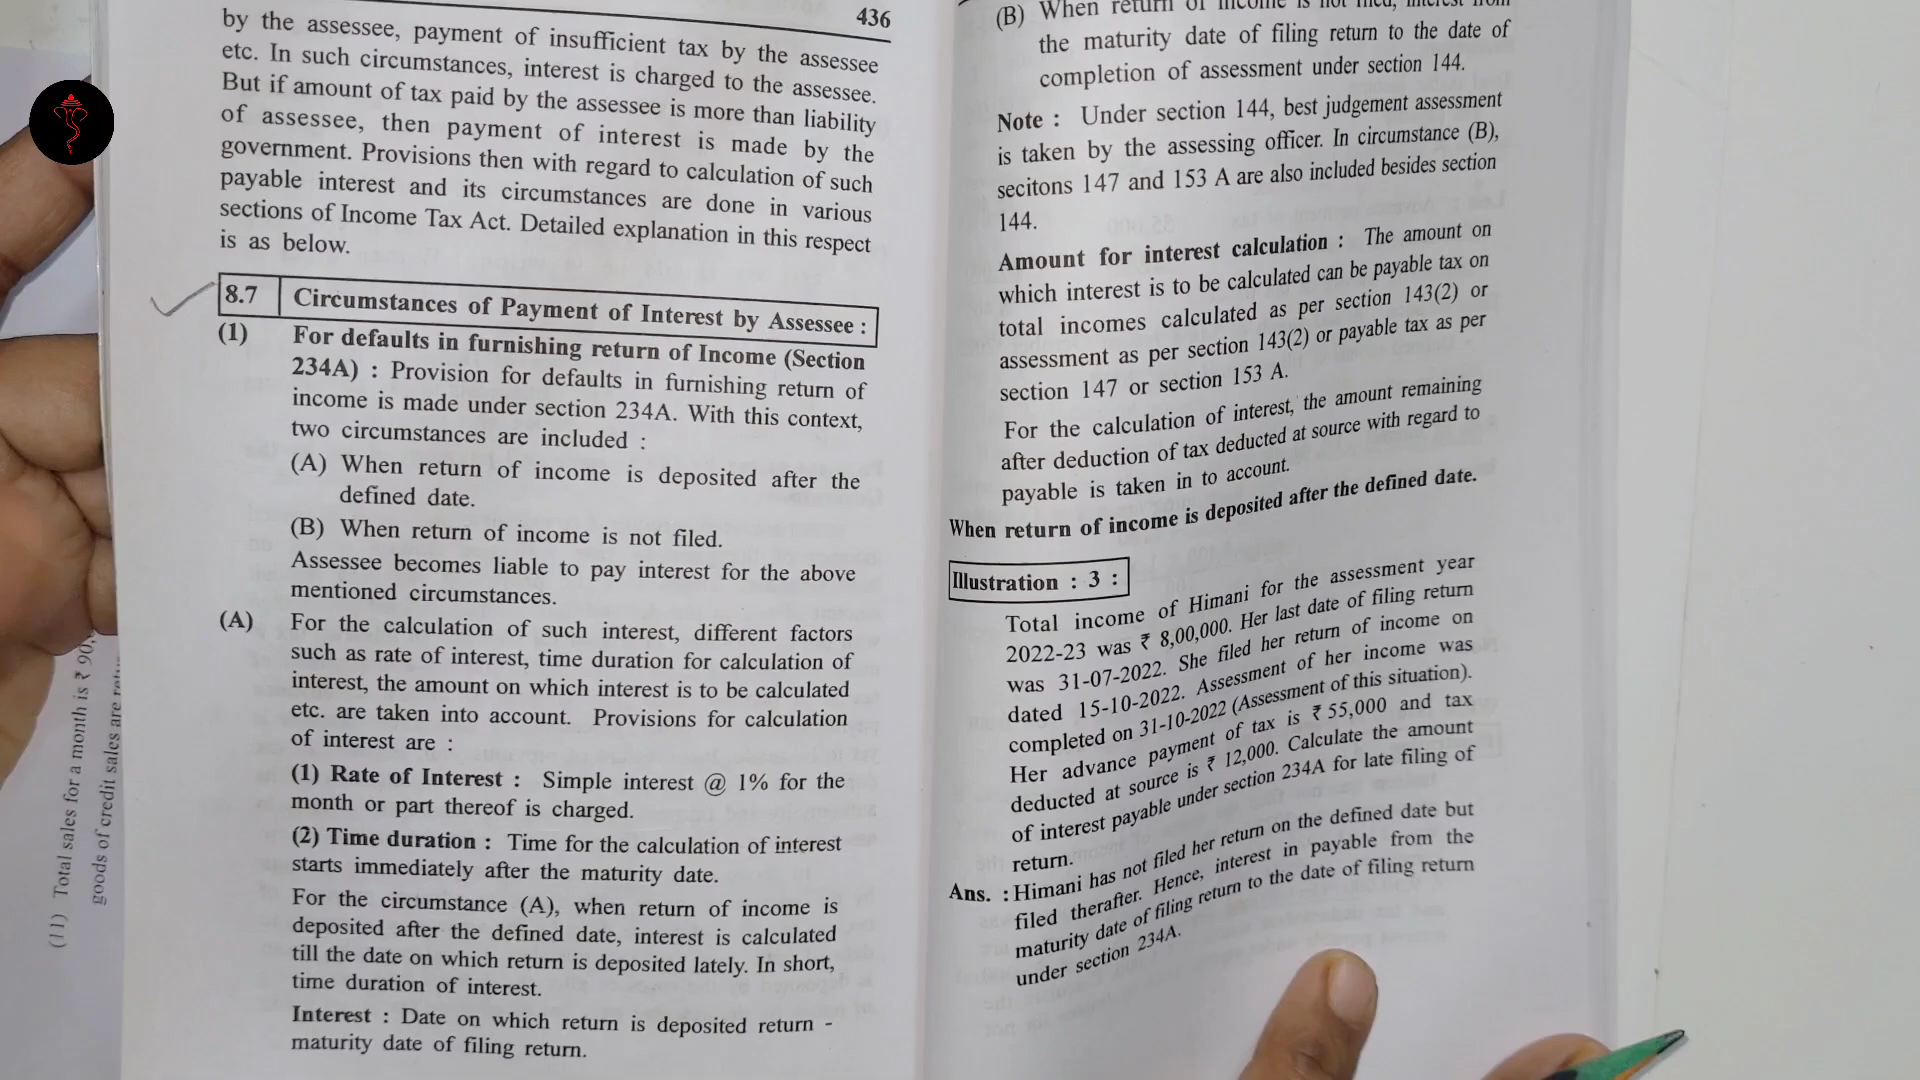 436
by the assessee, payment of insufficient tax by the assessee
etc. In such circumstances, interest is charged to the assessee.
But if amount of tax paid by the assessee is more than liability
of assessee, then payment of interest is made by the
government. Provisions then with regard to calculation of such
payable interest and its circumstances are done in various
sections of Income Tax Act. Detailed explanation in this respect
is as below.
8.7 Circumstances of Payment of Interest by Assessee :
(1) For defaults in furnishing return of Income (Section
234A) : Provision for defaults in furnishing return of
income is made under section 234A. With this context,
two circumstances are included :
(A) When return of income is deposited after the
defined date.
(B) When return of income is not filed.
Assessee becomes liable to pay interest for the above
mentioned circumstances.
(A) For the calculation of such interest, different factors
such as rate of interest, time duration for calculation of
interest, the amount on which interest is to be calculated
etc. are taken into account. Provisions for calculation
of interest are :
(1) Rate of Interest : Simple interest @ 1% for the
month or part thereof is charged.
(2) Time duration : Time for the calculation of interest
starts immediately after the maturity date.
For the circumstance (A), when return of income is
deposited after the defined date, interest is calculated
till the date on which return is deposited lately. In short,
time duration of interest.
Interest : Date on which return is deposited return -
maturity date of filing return.
(B) When return of income is not filed, interest from
the maturity date of filing return to the date of
completion of assessment under section 144.
Note : Under section 144, best judgement assessment
is taken by the assessing officer. In circumstance (B),
secitons 147 and 153 A are also included besides section
144.
Amount for interest calculation : The amount on
which interest is to be calculated can be payable tax on
total incomes calculated as per section 143(2) or
assessment as per section 143(2) or payable tax as per
section 147 or section 153 A.
For the calculation of interest, the amount remaining
after deduction of tax deducted at source with regard to
payable is taken in to account.
When return of income is deposited after the defined date.
Illustration : 3 :
Total income of Himani for the assessment year
2022-23 was ₹ 8,00,000. Her last date of filing return
was 31-07-2022. She filed her return of income on
dated 15-10-2022. Assessment of her income was
completed on 31-10-2022 (Assessment of this situation).
Her advance payment of tax is ₹ 55,000 and tax
deducted at source is ₹ 12,000. Calculate the amount
of interest payable under section 234A for late filing of
return.
Ans. : Himani has not filed her return on the defined date but
filed therafter. Hence, interest in payable from the
maturity date of filing return to the date of filing return
under section 234A.
(11) Total sales for a month is ₹ 90,
goods of credit sales are